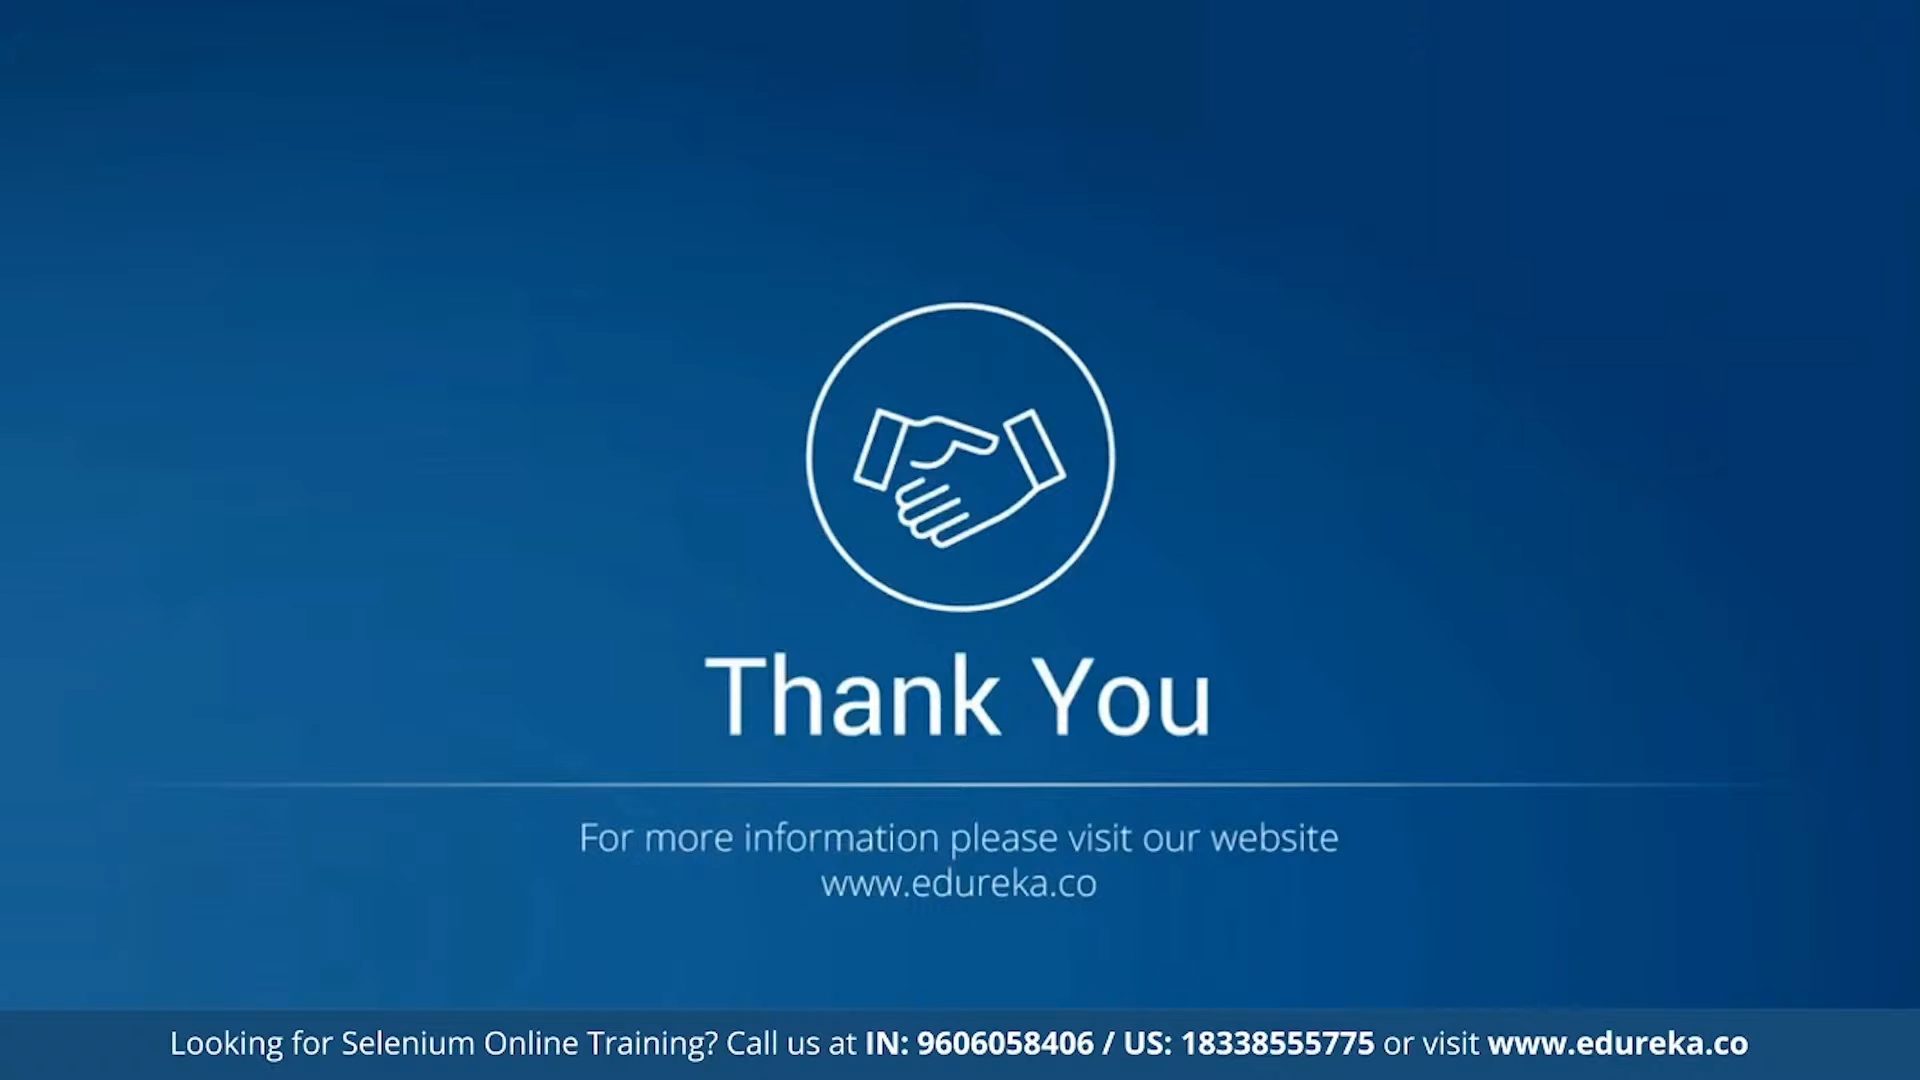 Thank You
For more information please visit our website
www.edureka.co
Looking for Selenium Online Training? Call us at IN: 9606058406 / US: 18338555775 or visit www.edureka.co